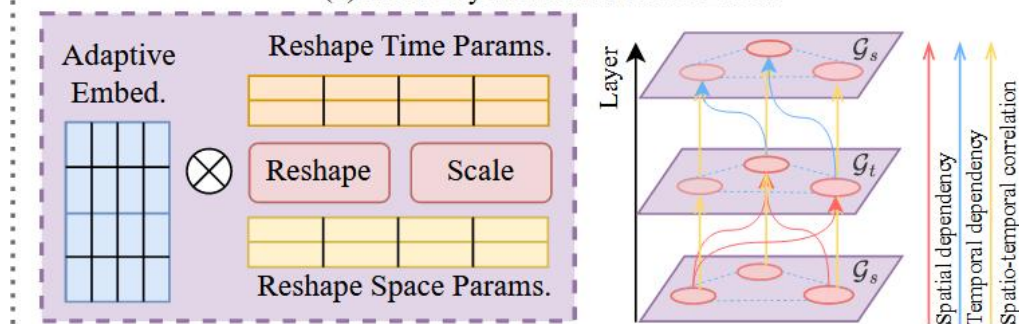 Adaptive
Embed.
Reshape Time Params.
Reshape
Scale
Reshape Space Params.
Layer
𝒢s
𝒢t
𝒢s
Spatial dependency
Temporal dependency
Spatio-temporal correlation